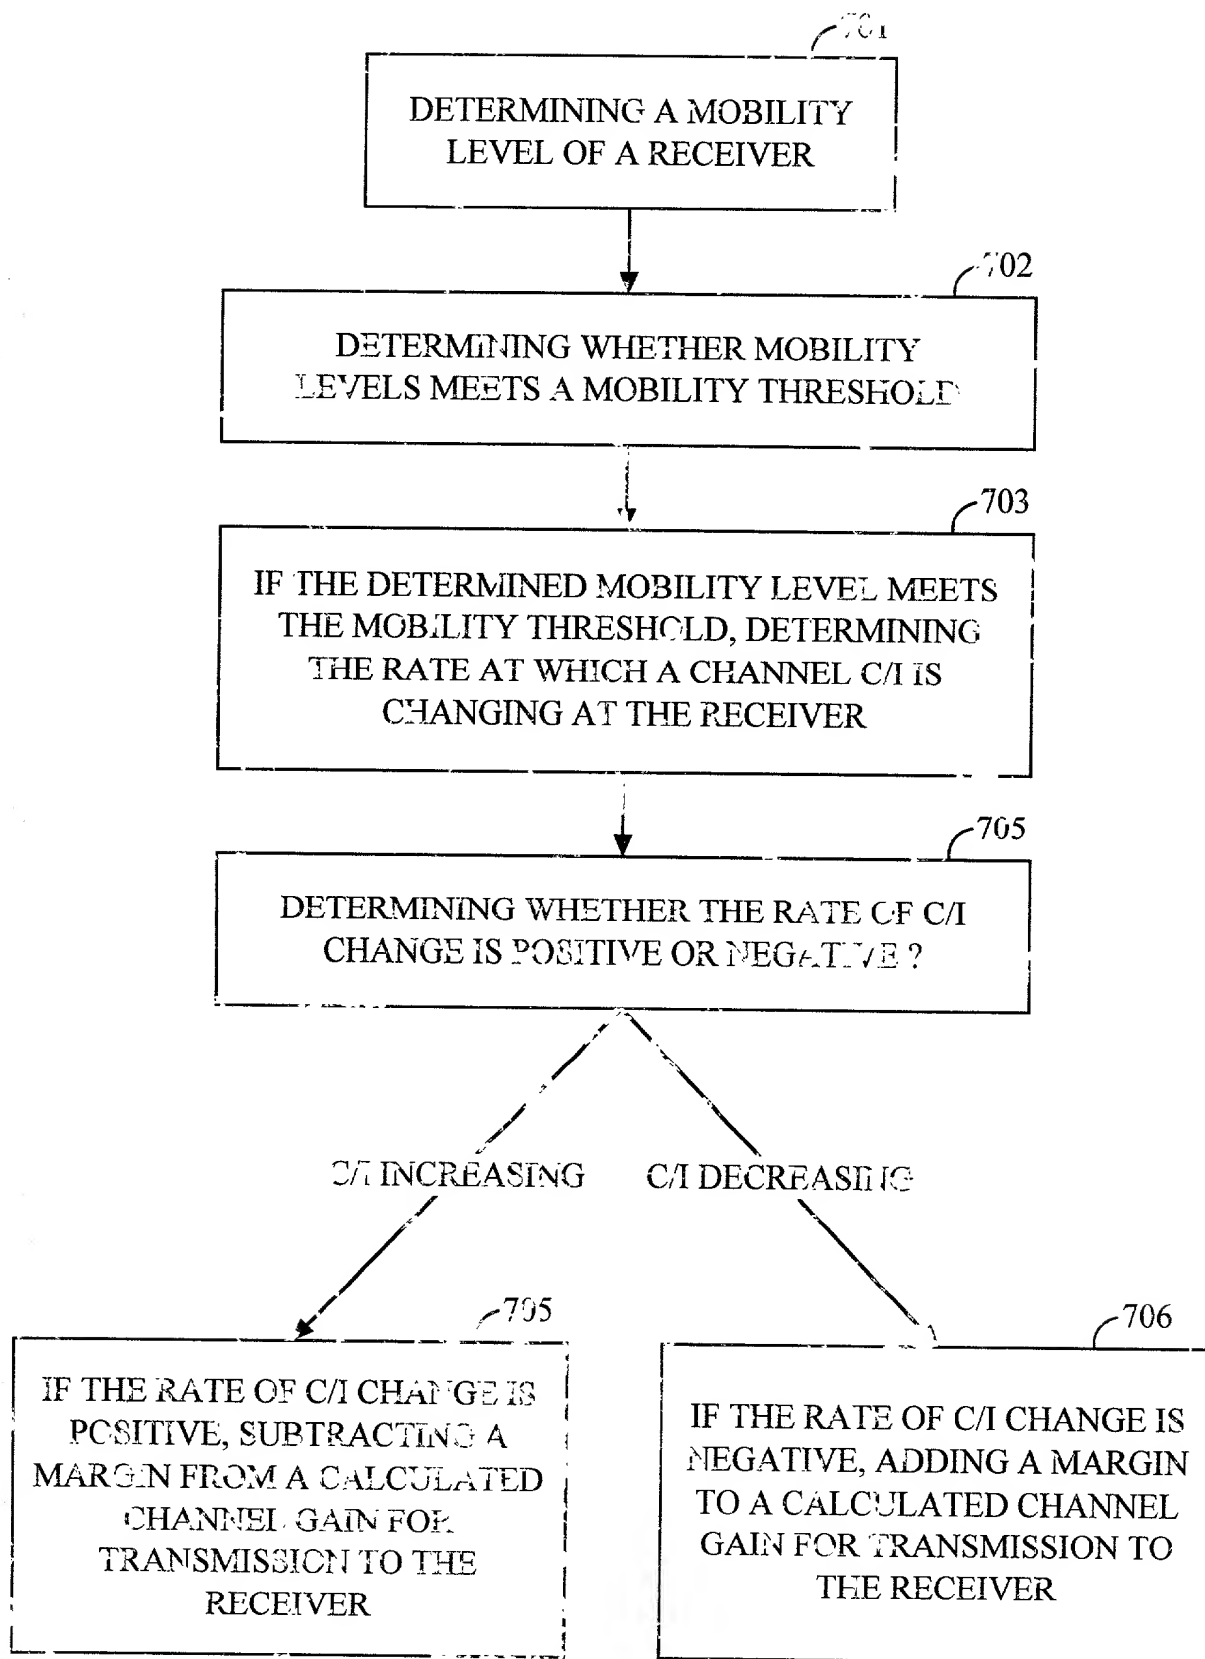 701
DETERMINING A MOBILITY
LEVEL OF A RECEIVER
702
DETERMINING WHETHER MOBILITY
LEVELS MEETS A MOBILITY THRESHOLD
703
IF THE DETERMINED MOBILITY LEVEL MEETS
THE MOBILITY THRESHOLD, DETERMINING
THE RATE AT WHICH A CHANNEL C/I IS
CHANGING AT THE RECEIVER
705
DETERMINING WHETHER THE RATE OF C/I
CHANGE IS POSITIVE OR NEGATIVE ?
C/I INCREASING
C/I DECREASING
705
IF THE RATE OF C/I CHANGE IS
POSITIVE, SUBTRACTING A
MARGIN FROM A CALCULATED
CHANNEL GAIN FOR
TRANSMISSION TO THE
RECEIVER
706
IF THE RATE OF C/I CHANGE IS
NEGATIVE, ADDING A MARGIN
TO A CALCULATED CHANNEL
GAIN FOR TRANSMISSION TO
THE RECEIVER